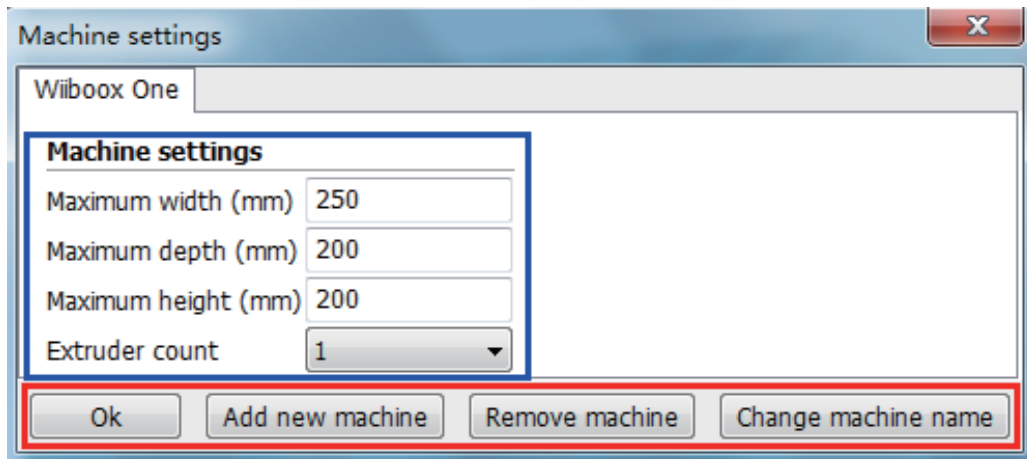 Machine settings
Wiiboox One
Machine settings
Maximum width (mm) 250
Maximum depth (mm) 200
Maximum height (mm) 200
Extruder count 1
Ok Add new machine Remove machine Change machine name